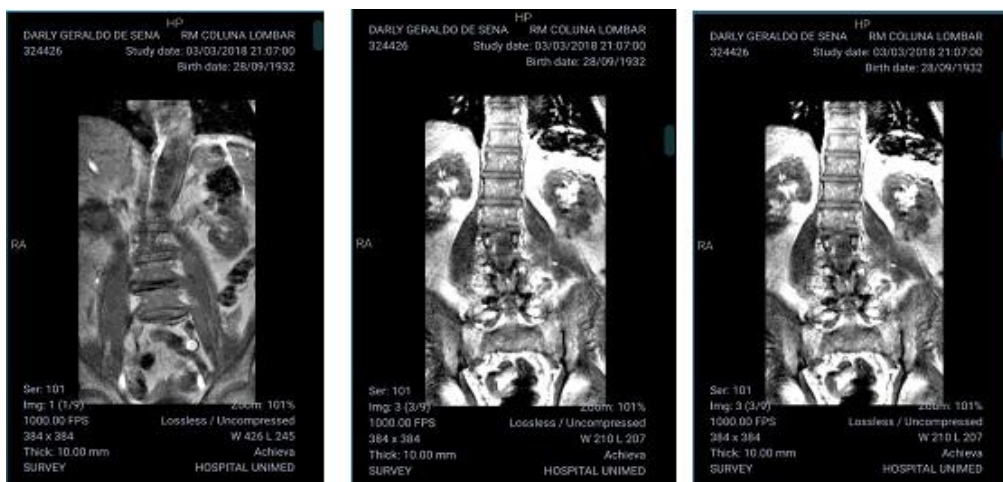 HP
DARLY GERALDO DE SENA RM COLUNA LOMBAR
324426 Study date: 03/03/2018 21:07:00
Birth date: 28/09/1932
RA
Ser: 101
Img: 1 (1/9) Zoom: 101%
1000.00 FPS Lossless / Uncompressed
384 x 384 W 426 L 245
Thick: 10.00 mm Achieva
SURVEY HOSPITAL UNIMED
HP
DARLY GERALDO DE SENA RM COLUNA LOMBAR
324426 Study date: 03/03/2018 21:07:00
Birth date: 28/09/1932
RA
Ser: 101
Img: 3 (3/9) Zoom: 101%
1000.00 FPS Lossless / Uncompressed
384 x 384 W 210 L 207
Thick: 10.00 mm Achieva
SURVEY HOSPITAL UNIMED
HP
DARLY GERALDO DE SENA RM COLUNA LOMBAR
324426 Study date: 03/03/2018 21:07:00
Birth date: 28/09/1932
RA
Ser: 101
Img: 3 (3/9) Zoom: 101%
1000.00 FPS Lossless / Uncompressed
384 x 384 W 210 L 207
Thick: 10.00 mm Achieva
SURVEY HOSPITAL UNIMED